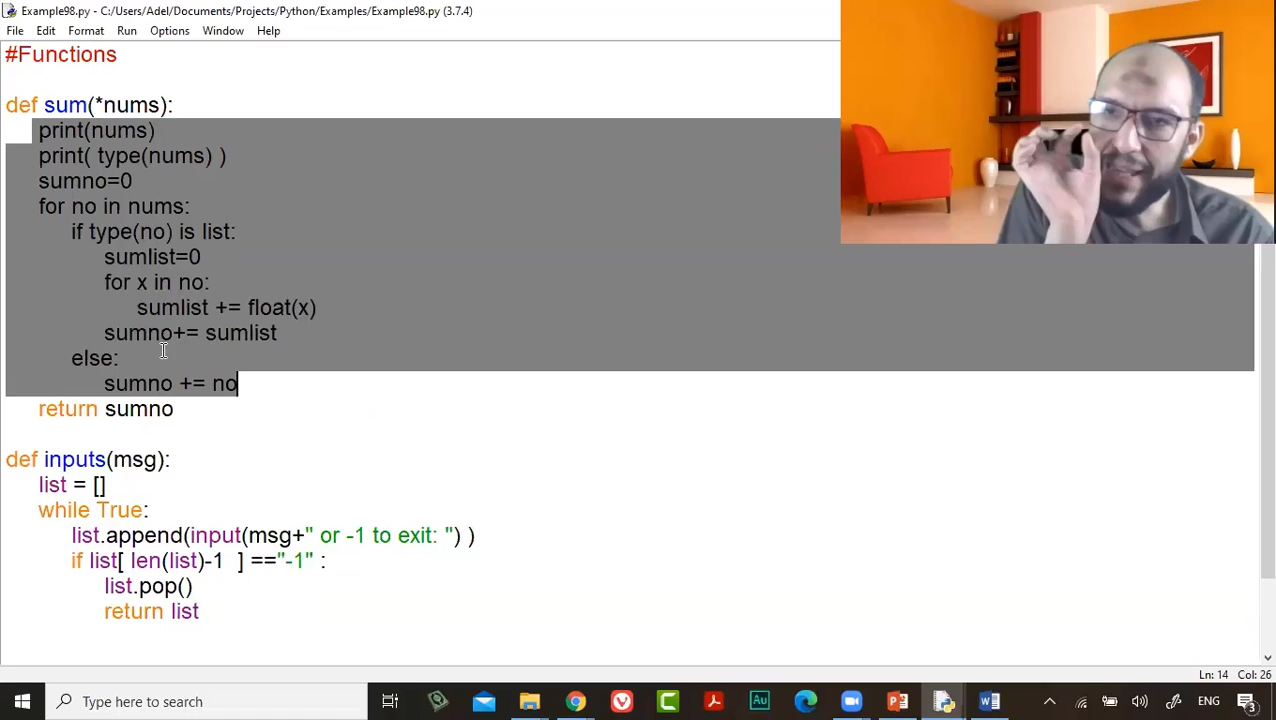 Example98.py - C:/Users/Adel/Documents/Projects/Python/Examples/Example98.py (3.7.4)
File Edit Format Run Options Window Help
#Functions
def sum(*nums):
print(nums)
print( type(nums) )
sumno=0
for no in nums:
if type(no) is list:
sumlist=0
for x in no:
sumlist += float(x)
sumno+= sumlist
else:
sumno += no
return sumno
def inputs(msg):
list = []
while True:
list.append(input(msg+" or -1 to exit: ") )
if list[ len(list)-1 ] =="-1" :
list.pop()
return list
Ln: 14 Col: 26
Type here to search
Au
ENG
3